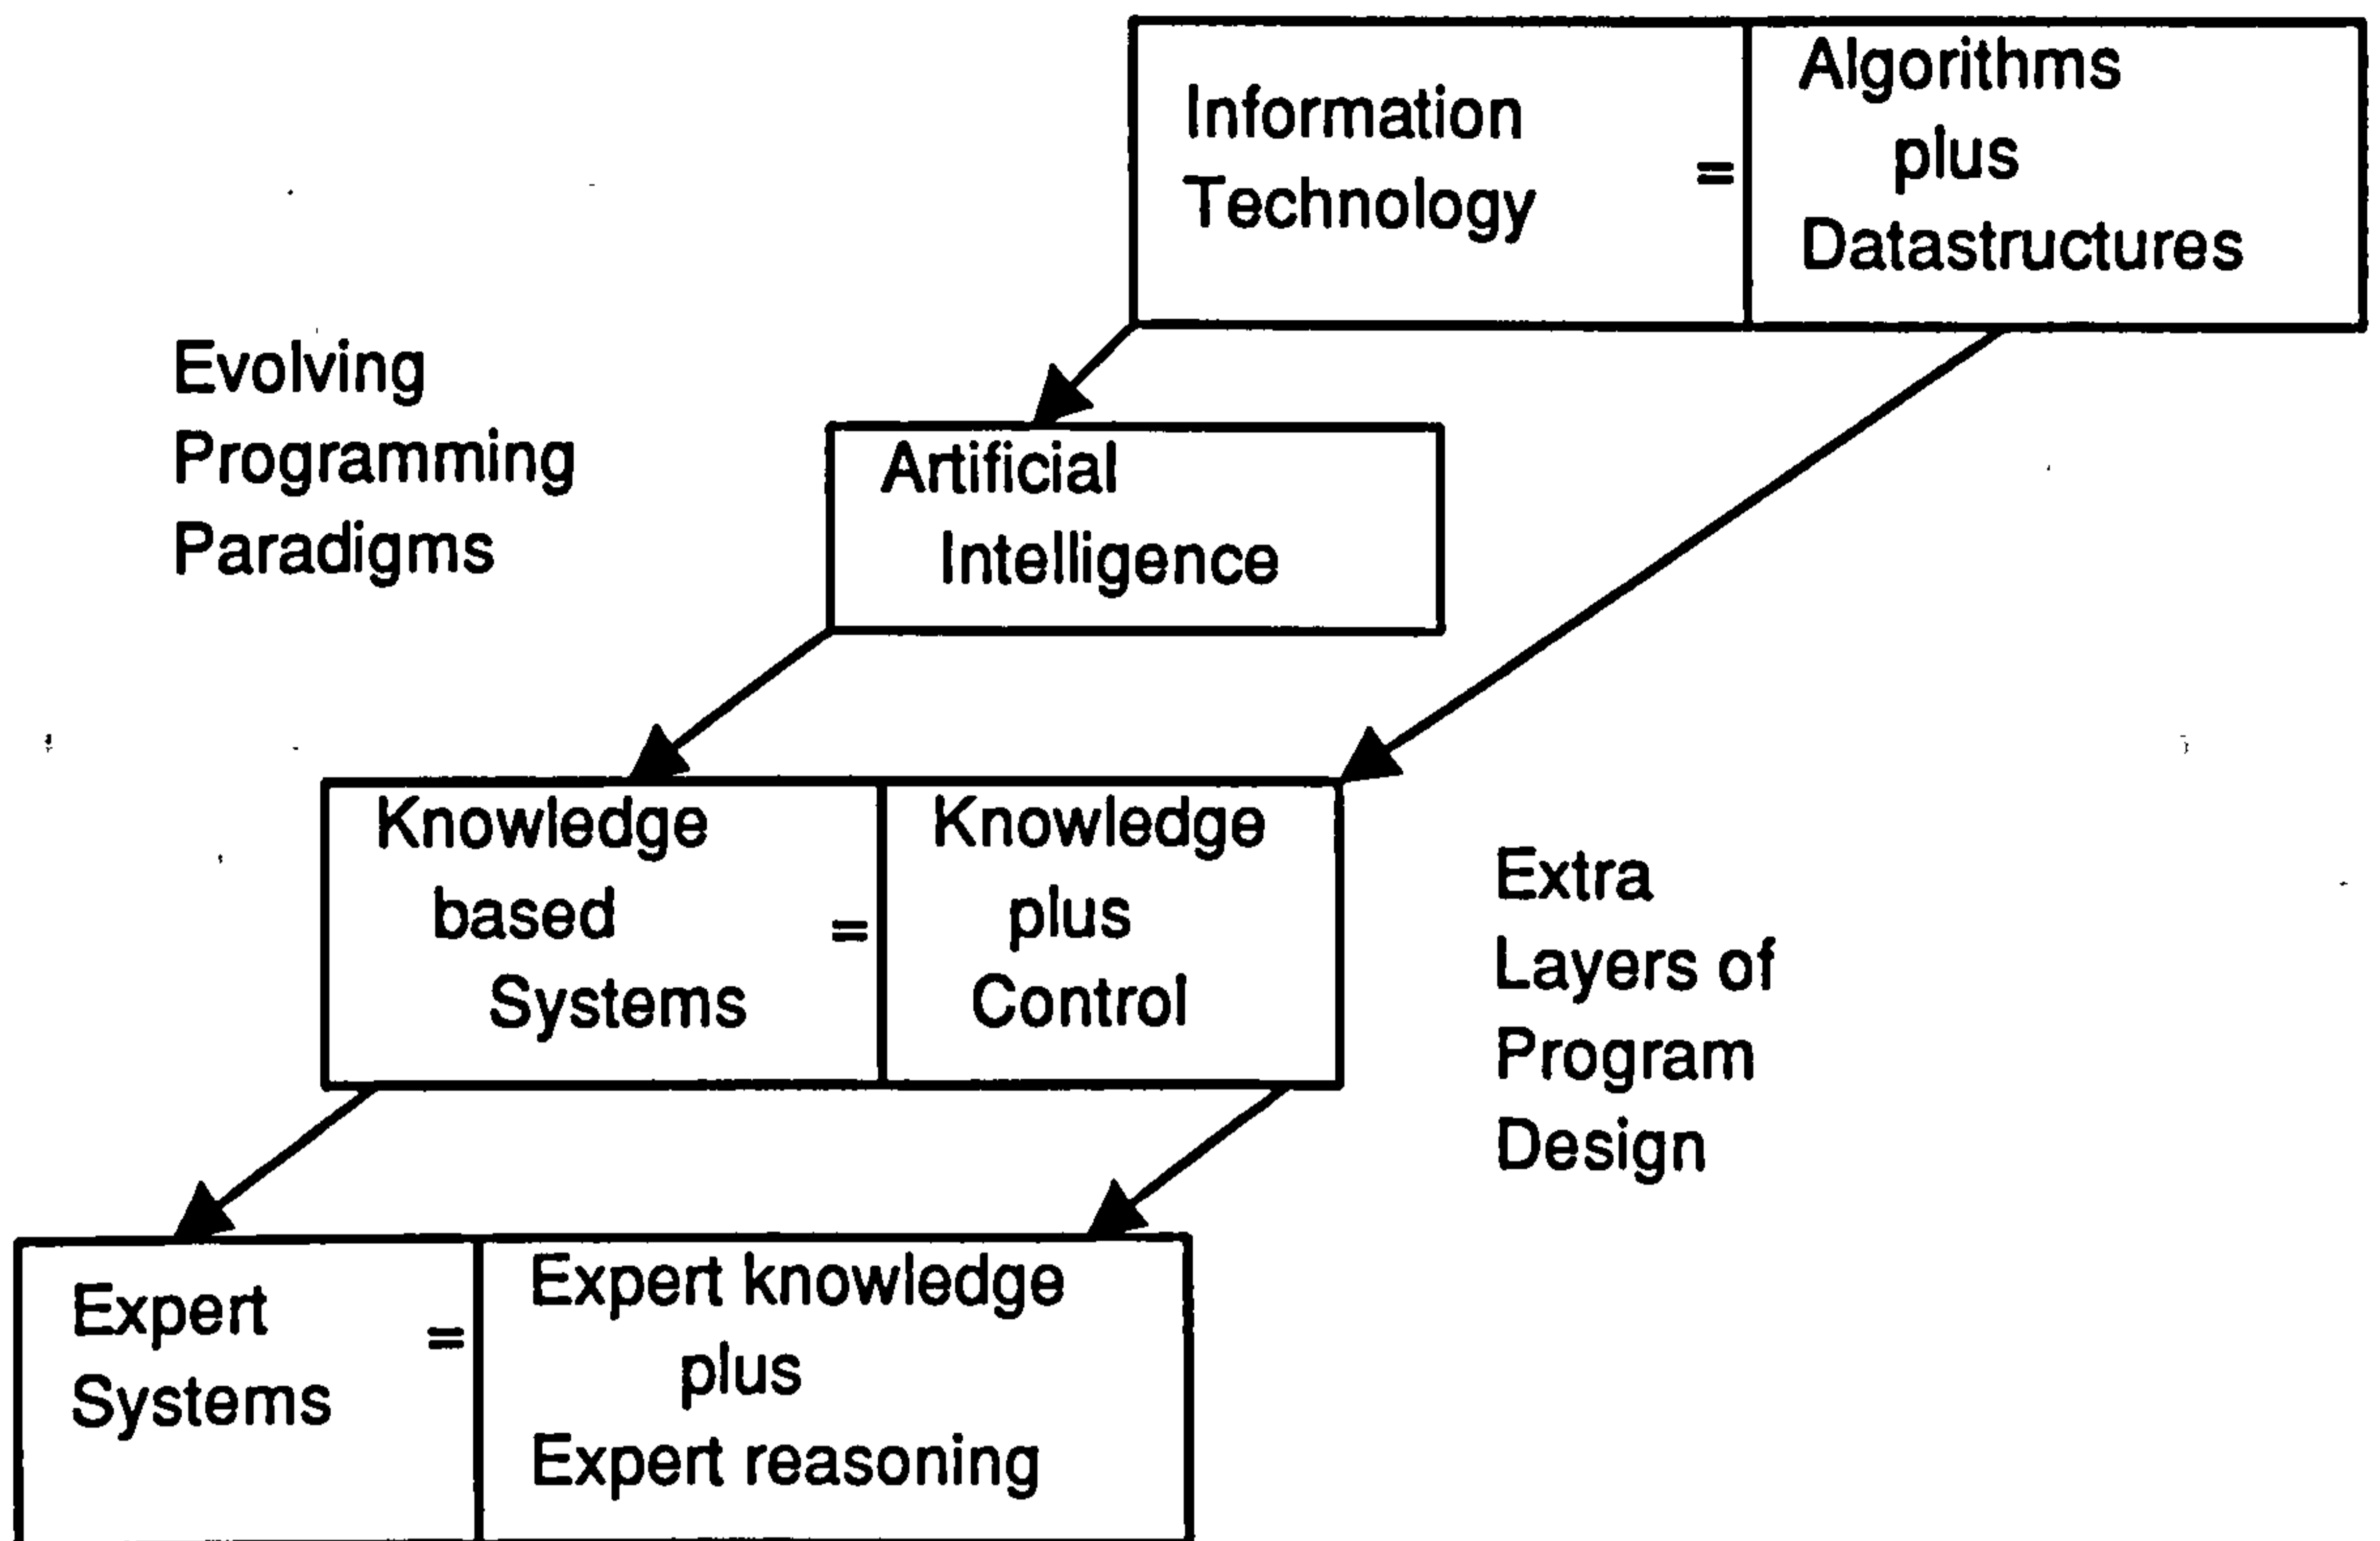 Information
Technology
=
Algorithms
plus
Datastructures
Evolving
Programming
Paradigms
Artificial
Intelligence
Knowledge
based
Systems
=
Knowledge
plus
Control
Extra
Layers of
Program
Design
Expert
Systems
=
Expert knowledge
plus
Expert reasoning